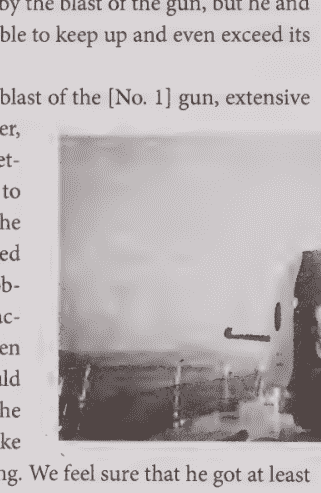 by the blast of the gun, but he and
ble to keep up and even exceed its
blast of the [No. 1] gun, extensive
er,
et-
to
he
ed
ob-
ac-
en
uld
he
ke
ng. We feel sure that he got at least